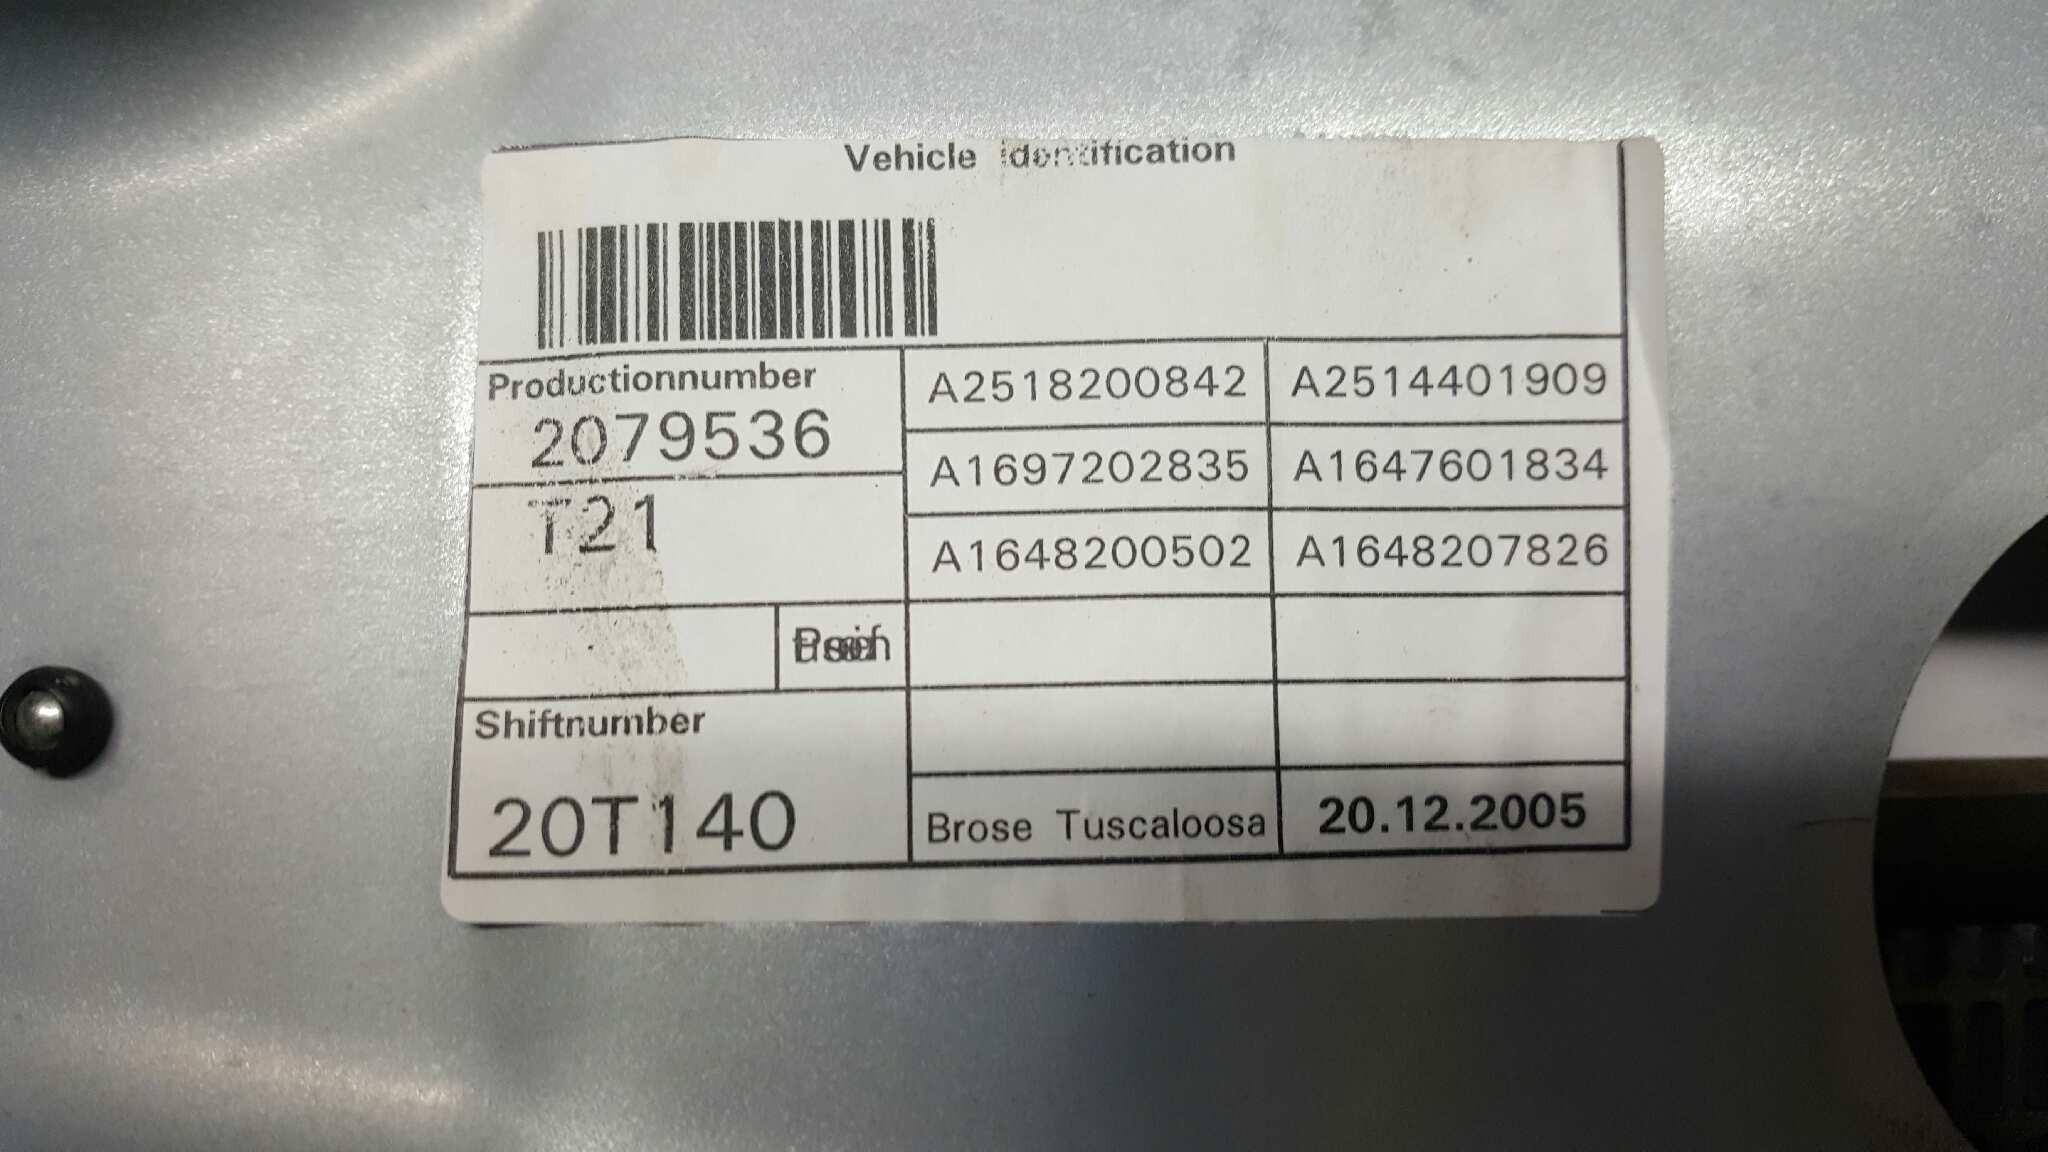 Vehicle identification
Productionnumber
2079536
T21
Shiftnumber
20T140
A2518200842 A2514401909
A1697202835 A1647601834
A1648200502 A1648207826
Brose Tuscaloosa 20.12.2005